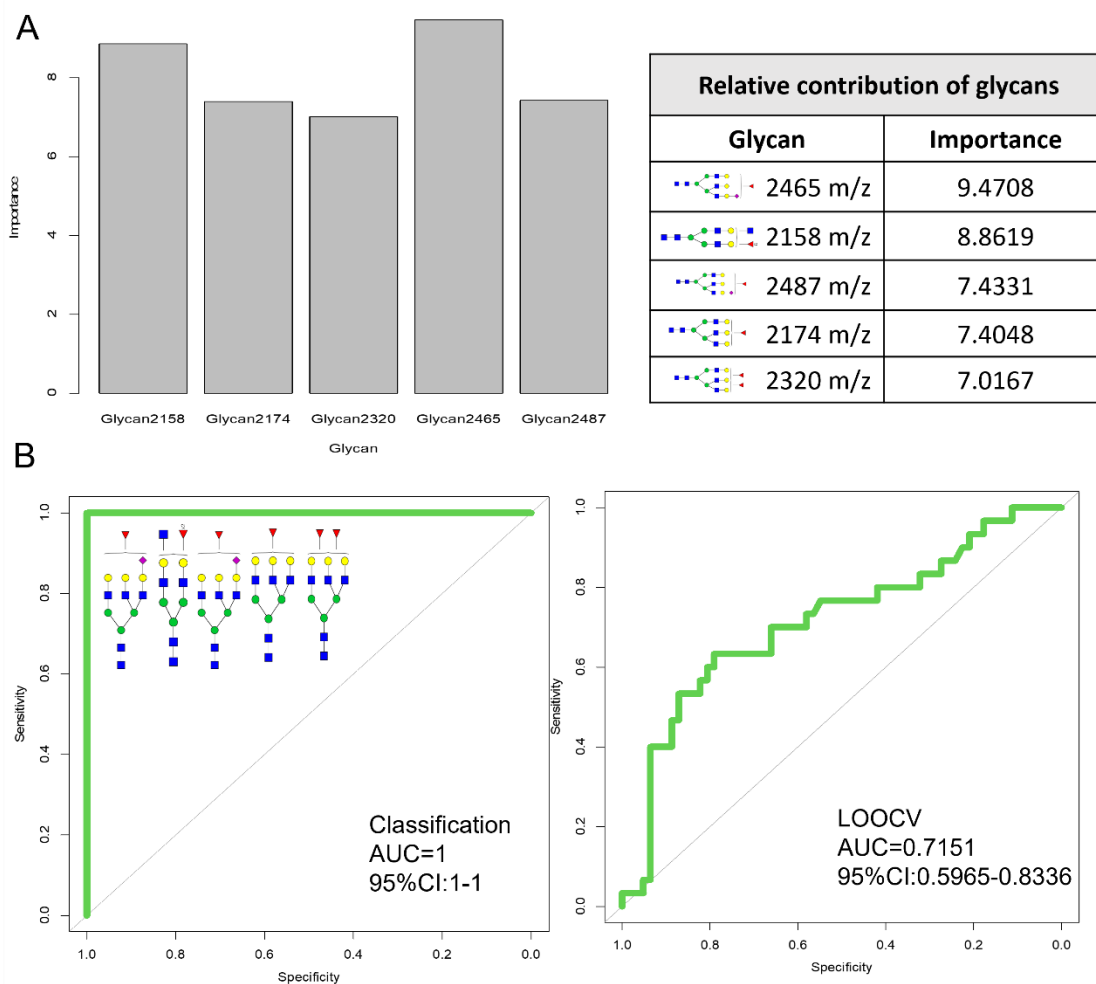 A
Importance
0
2
4
6
8
Glycan2158 Glycan2174 Glycan2320 Glycan2465 Glycan2487
Glycan
Relative contribution of glycans
Glycan Importance
2465 m/z 9.4708
2158 m/z 8.8619
2487 m/z 7.4331
2174 m/z 7.4048
2320 m/z 7.0167
B
Sensitivity
1.0
0.8
0.6
0.4
0.2
0.0
Classification
AUC=1
95%CI:1-1
1.0 0.8 0.6 0.4 0.2 0.0
Specificity
Sensitivity
1.0
0.8
0.6
0.4
0.2
0.0
LOOCV
AUC=0.7151
95%CI:0.5965-0.8336
1.0 0.8 0.6 0.4 0.2 0.0
Specificity